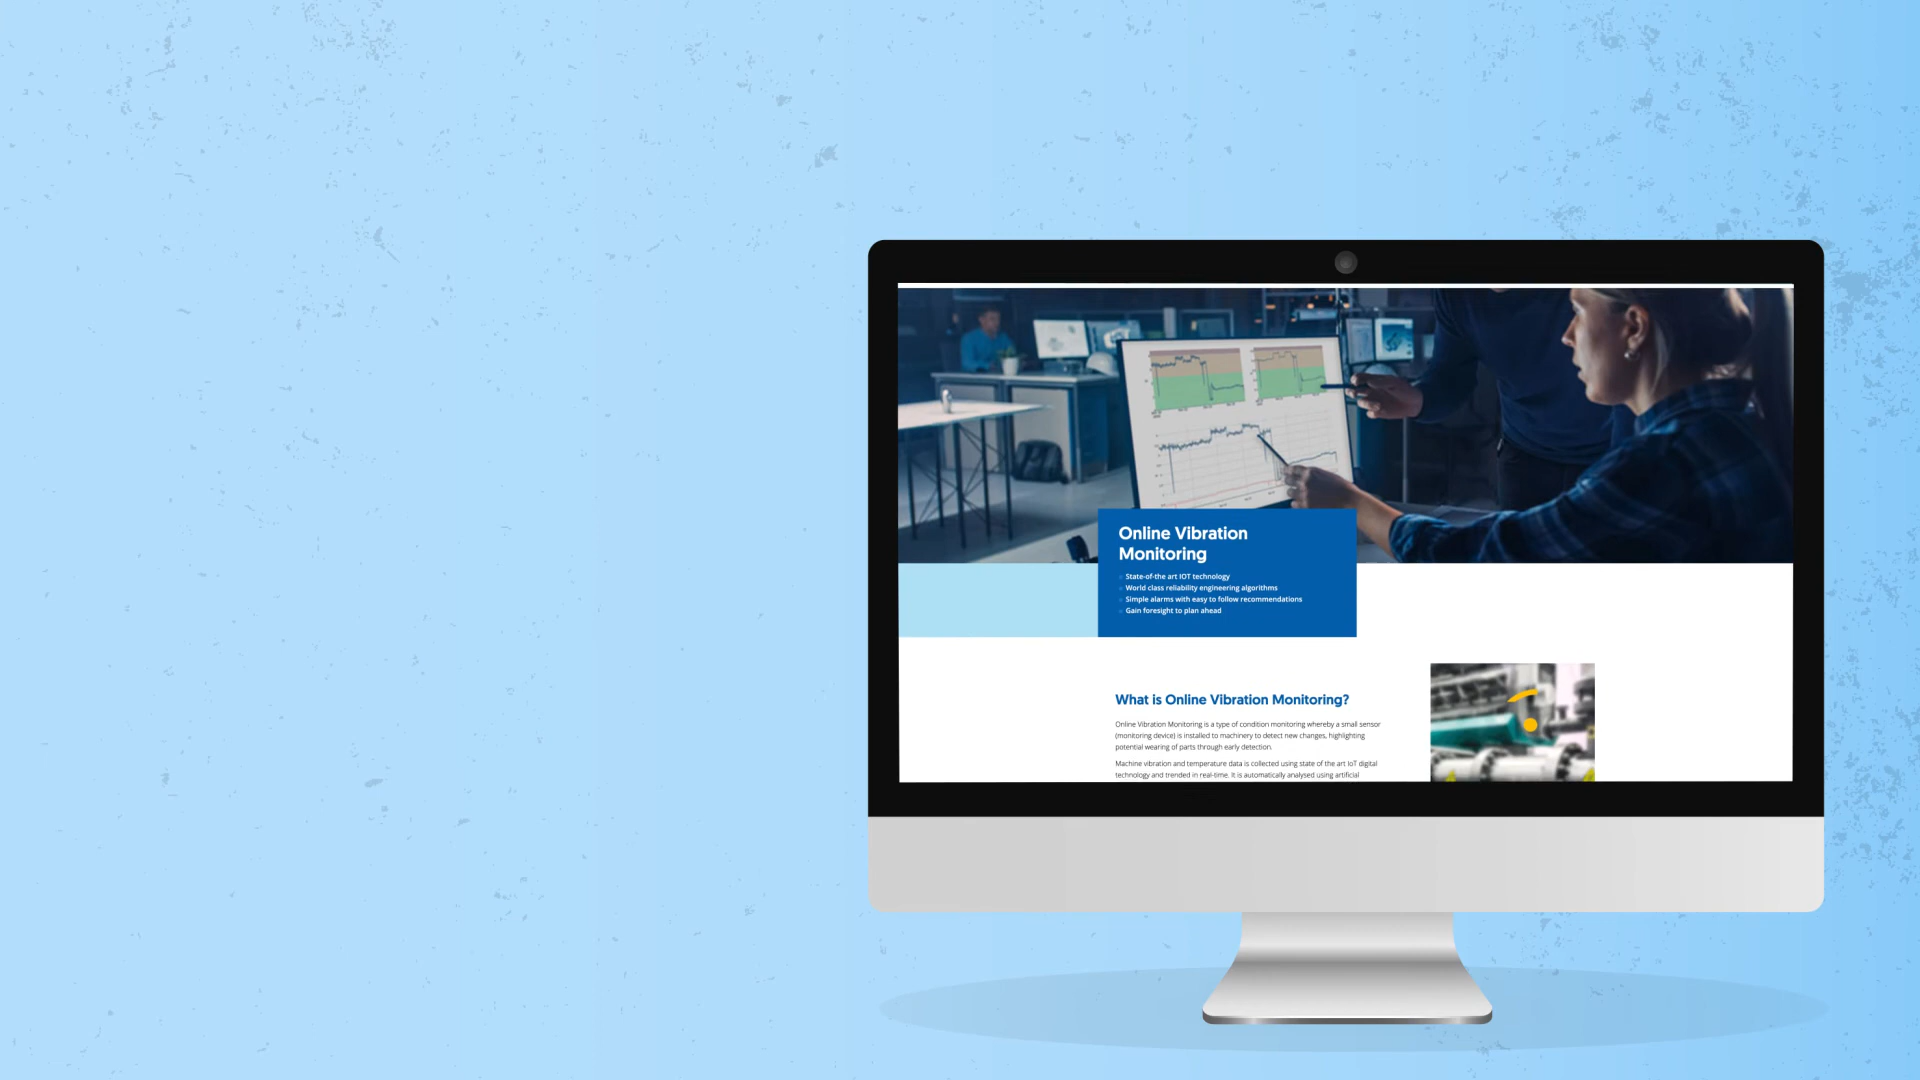 Online Vibration
Monitoring
State-of-the art IOT technology
World class reliability engineering algorithms
Simple alarms with easy to follow recommendations
Gain foresight to plan ahead
What is Online Vibration Monitoring?
Online Vibration Monitoring is a type of condition monitoring whereby a small sensor
(monitoring device) is installed to machinery to detect new changes, highlighting
potential wearing of parts through early detection.
Machine vibration and temperature data is collected using state of the art IoT digital
technology and trended in real-time. It is automatically analysed using artificial